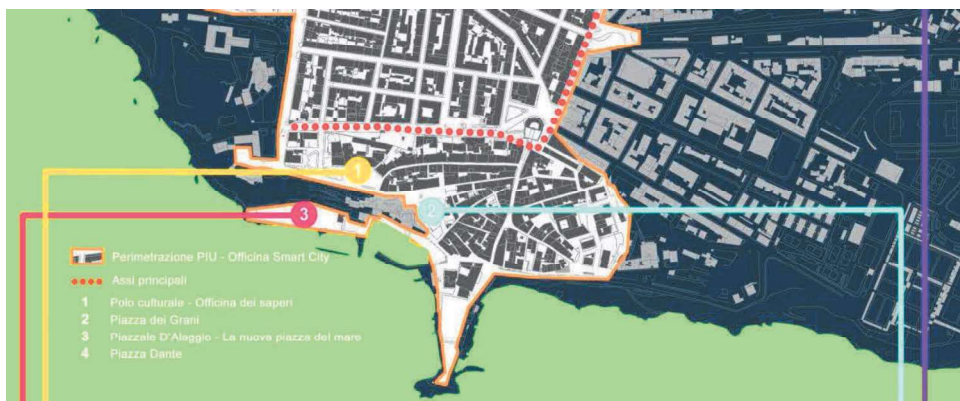 1
2
3
Perimetrazione PIU - Officina Smart City
Assi principali
1 Polo culturale - Officina dei saperi
2 Piazza dei Grani
3 Piazzale D'Alaggio - La nuova piazza del mare
4 Piazza Dante